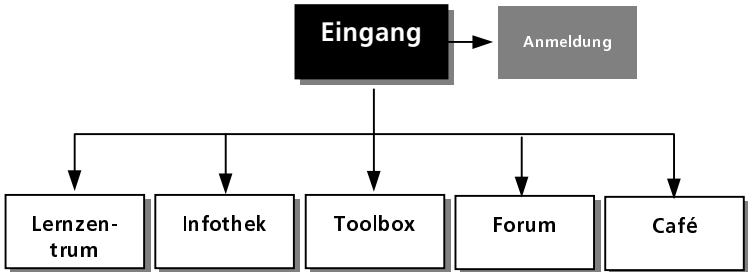 Eingang
Anmeldung
Lernzen-
trum
Infothek
Toolbox
Forum
Café